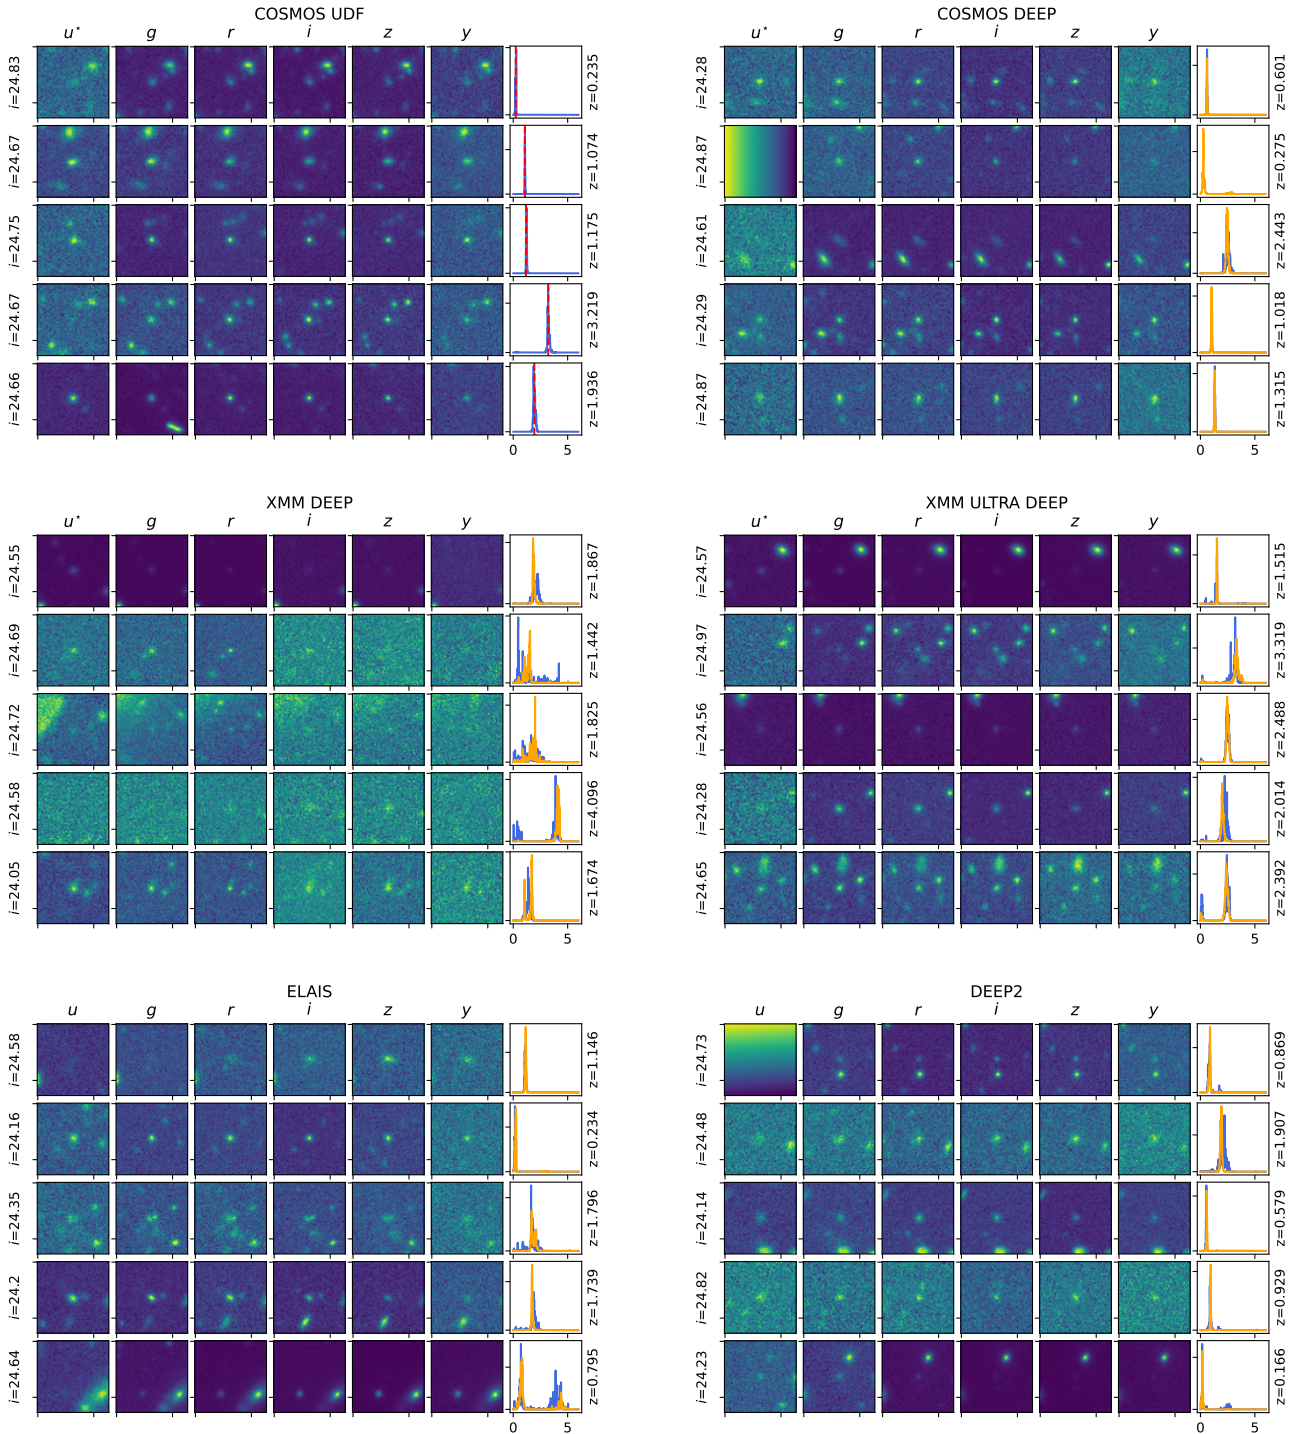 COSMOS UDF
u* g r i z y
i=24.83 z=0.235
i=24.67 z=1.074
i=24.75 z=1.175
i=24.67 z=3.219
i=24.66 z=1.936
0 5
COSMOS DEEP
u* g r i z y
i=24.28 z=0.601
i=24.87 z=0.275
i=24.61 z=2.443
i=24.29 z=1.018
i=24.87 z=1.315
0 5
XMM DEEP
u* g r i z y
i=24.55 z=1.867
i=24.69 z=1.442
i=24.72 z=1.825
i=24.58 z=4.096
i=24.05 z=1.674
0 5
XMM ULTRA DEEP
u* g r i z y
i=24.57 z=1.515
i=24.97 z=3.319
i=24.56 z=2.488
i=24.28 z=2.014
i=24.65 z=2.392
0 5
ELAIS
u g r i z y
i=24.58 z=1.146
i=24.16 z=0.234
i=24.35 z=1.796
i=24.2 z=1.739
i=24.64 z=0.795
0 5
DEEP2
u g r i z y
i=24.73 z=0.869
i=24.48 z=1.907
i=24.14 z=0.579
i=24.82 z=0.929
i=24.23 z=0.166
0 5